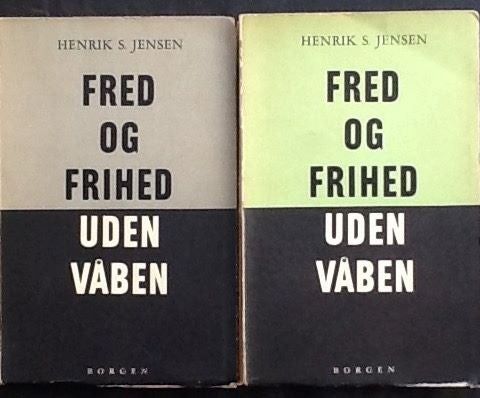 HENRIK S. JENSEN
FRED
OG
FRIHED
UDEN
VÅBEN
BORGEN
HENRIK S. JENSEN
FRED
OG
FRIHED
UDEN
VÅBEN
BORGEN